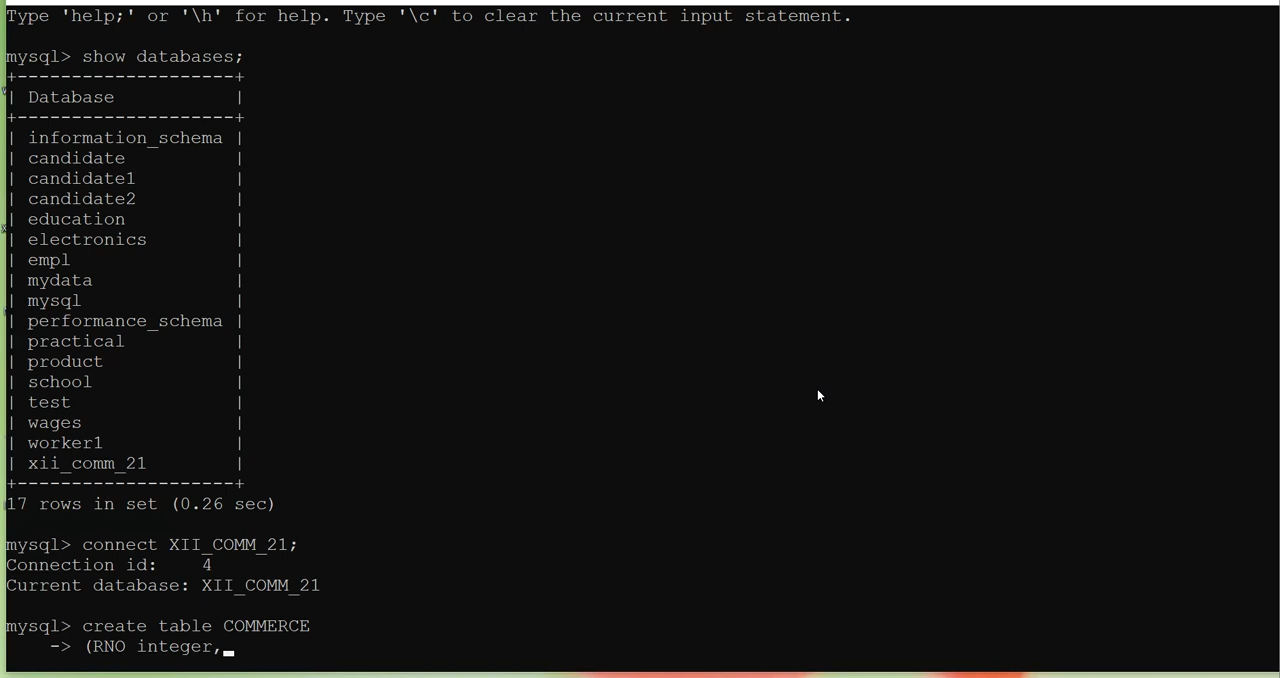 Type 'help;' or '\h' for help. Type '\c' to clear the current input statement.
mysql> show databases;
+--------------------+
| Database           |
+--------------------+
| information_schema |
| candidate          |
| candidate1         |
| candidate2         |
| education          |
| electronics        |
| empl               |
| mydata             |
| mysql              |
| performance_schema |
| practical          |
| product            |
| school             |
| test               |
| wages              |
| worker1            |
| xii_comm_21        |
+--------------------+
17 rows in set (0.26 sec)
mysql> connect XII_COMM_21;
Connection id:    4
Current database: XII_COMM_21
mysql> create table COMMERCE
    -> (RNO integer,